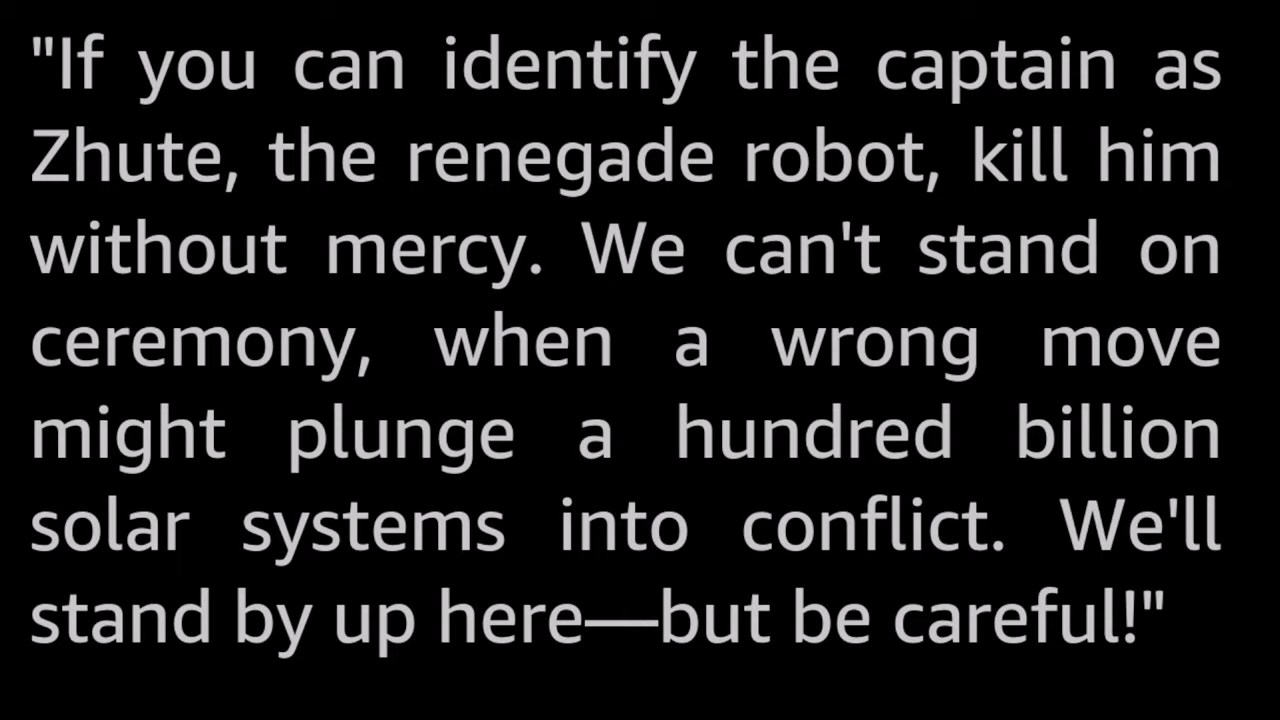 "If you can identify the captain as
Zhute, the renegade robot, kill him
without mercy. We can't stand on
ceremony, when a wrong move
might plunge a hundred billion
solar systems into conflict. We'll
stand by up here—but be careful!"